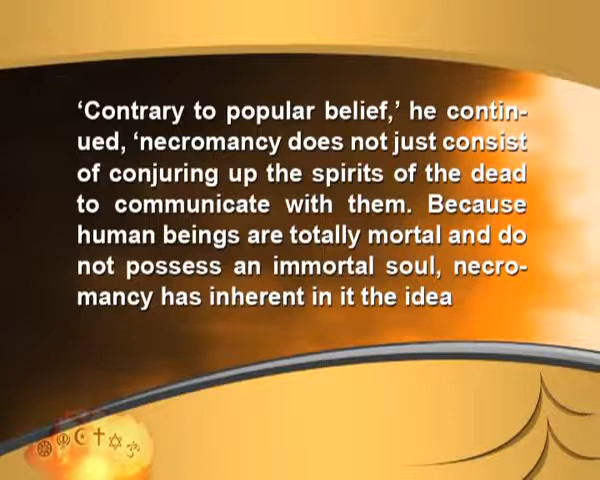 ‘Contrary to popular belief,’ he contin-
ued, ‘necromancy does not just consist
of conjuring up the spirits of the dead
to communicate with them. Because
human beings are totally mortal and do
not possess an immortal soul, necro-
mancy has inherent in it the idea